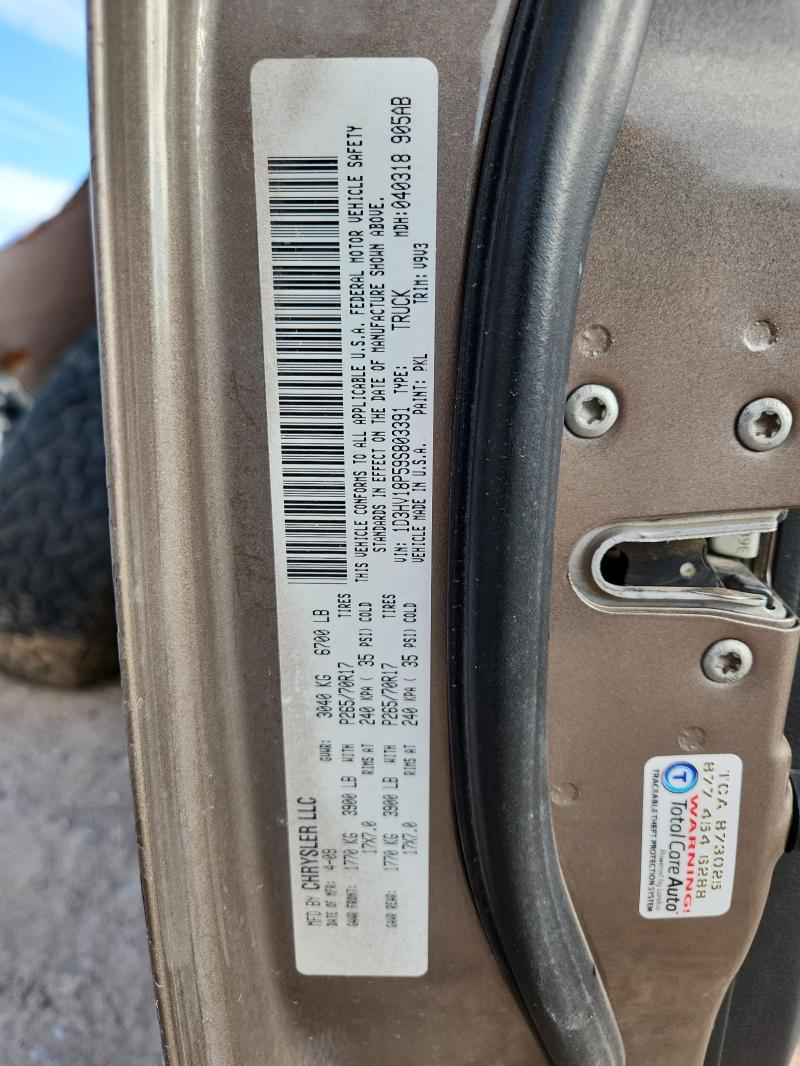 MFD BY CHRYSLER LLC
DATE OF MFR: 4-09 GVWR: 3040 KG 6700 LB
GAWR FRONT: 1770 KG 3900 LB WITH P265/70R17 TIRES
17X7.0 RIMS AT 240 KPA ( 35 PSI) COLD
GAWR REAR: 1770 KG 3900 LB WITH P265/70R17 TIRES
17X7.0 RIMS AT 240 KPA ( 35 PSI) COLD
THIS VEHICLE CONFORMS TO ALL APPLICABLE U.S.A. FEDERAL MOTOR VEHICLE SAFETY
STANDARDS IN EFFECT ON THE DATE OF MANUFACTURE SHOWN ABOVE.
VIN: 1D3HV18P59S803391 TYPE: TRUCK MDH:040318 905AB
VEHICLE MADE IN U.S.A. PAINT: PKL TRIM: V9V3
TCA 873025
877 454 6288
WARNING!
T Total Care Auto
TRACEABLE THEFT
PROTECTION SYSTEM